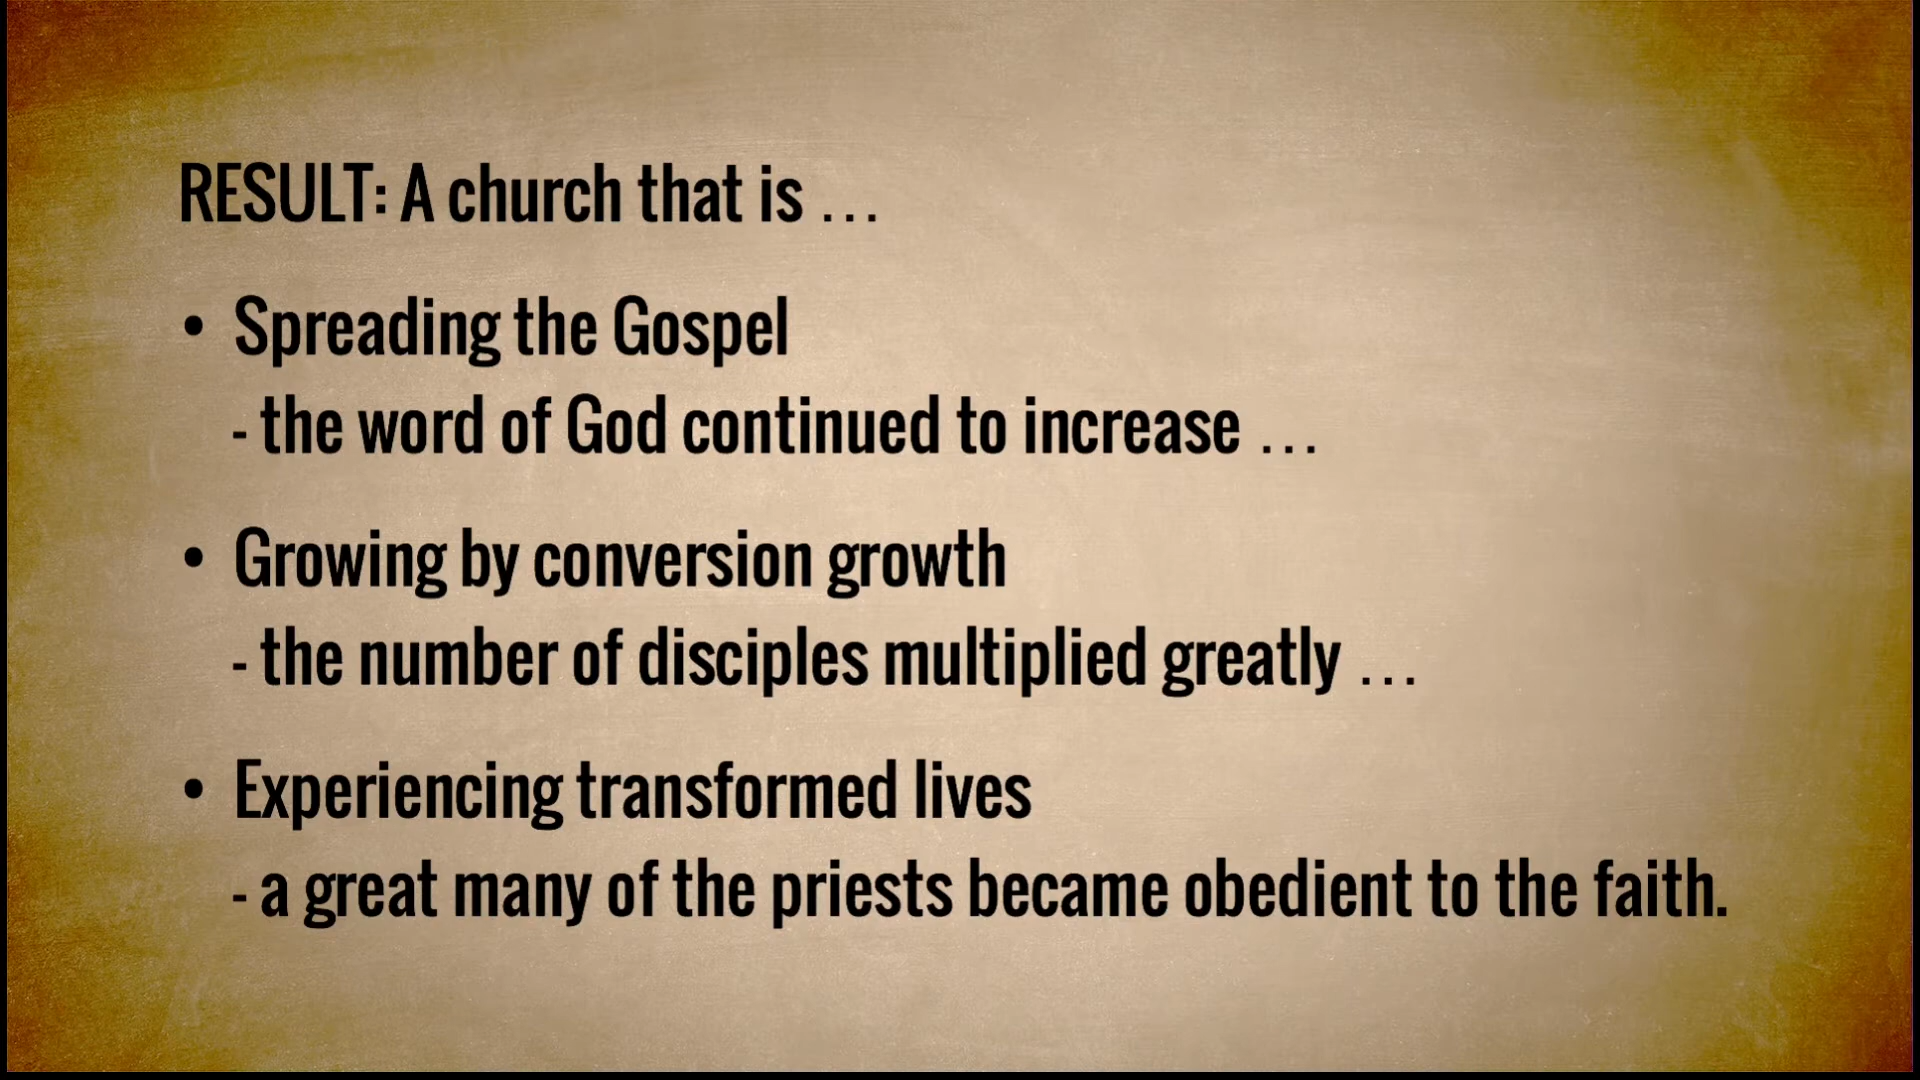 RESULT: A church that is …
• Spreading the Gospel
- the word of God continued to increase …
• Growing by conversion growth
- the number of disciples multiplied greatly …
• Experiencing transformed lives
- a great many of the priests became obedient to the faith.